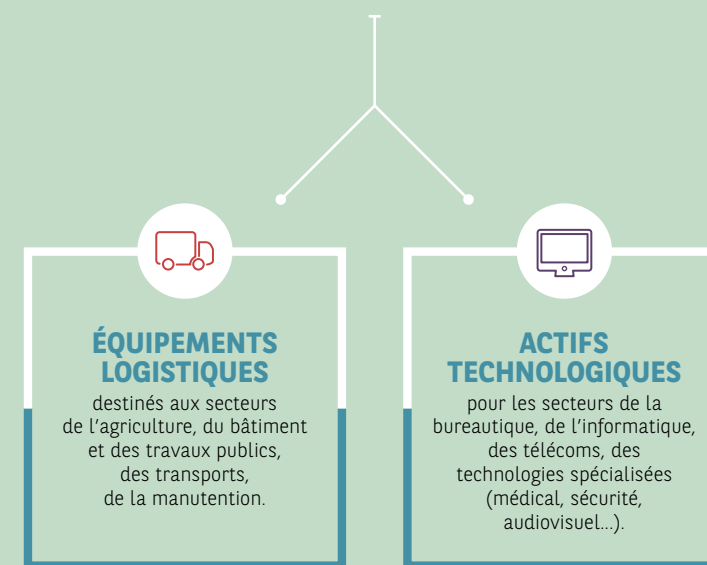 ÉQUIPEMENTS
LOGISTIQUES
destinés aux secteurs
de l'agriculture, du bâtiment
et des travaux publics,
des transports,
de la manutention.
ACTIFS
TECHNOLOGIQUES
pour les secteurs de la
bureautique, de l'informatique,
des télécoms, des
technologies spécialisées
(médical, sécurité,
audiovisuel...).